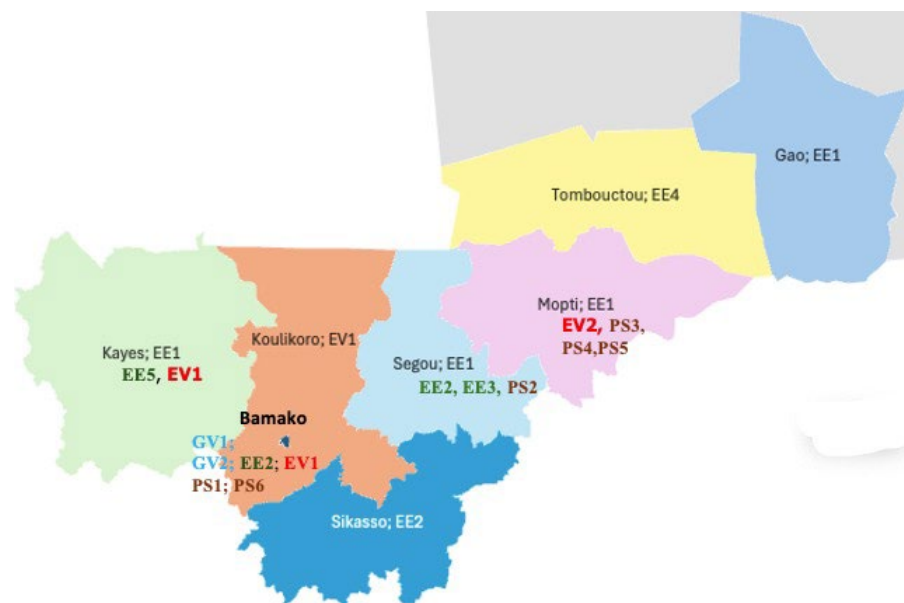 Gao; EE1
Tombouctou; EE4
Mopti; EE1
EV2, PS3,
PS4,PS5
Koulikoro; EV1
Kayes; EE1
EE5, EV1
Segou; EE1
EE2, EE3, PS2
Bamako
GV1;
GV2; EE2; EV1
PS1; PS6
Sikasso; EE2